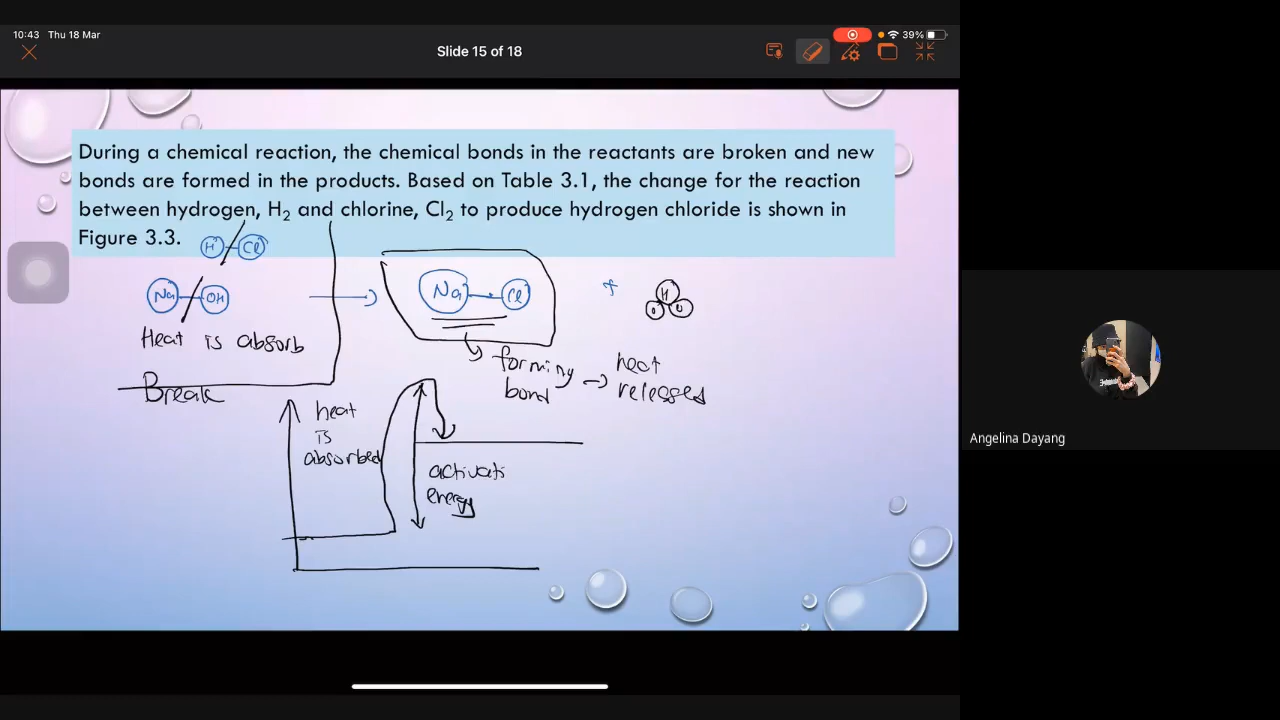 10:43 Thu 18 Mar
39%
Slide 15 of 18
During a chemical reaction, the chemical bonds in the reactants are broken and new
bonds are formed in the products. Based on Table 3.1, the change for the reaction
between hydrogen, H₂ and chlorine, Cl₂ to produce hydrogen chloride is shown in
Figure 3.3.
H Cl
Na OH
Na Cl
+
H
O O
Heat is absorb
Break
forming
bond
heat
releases
heat
is
absorbed
activati
energy
Angelina Dayang